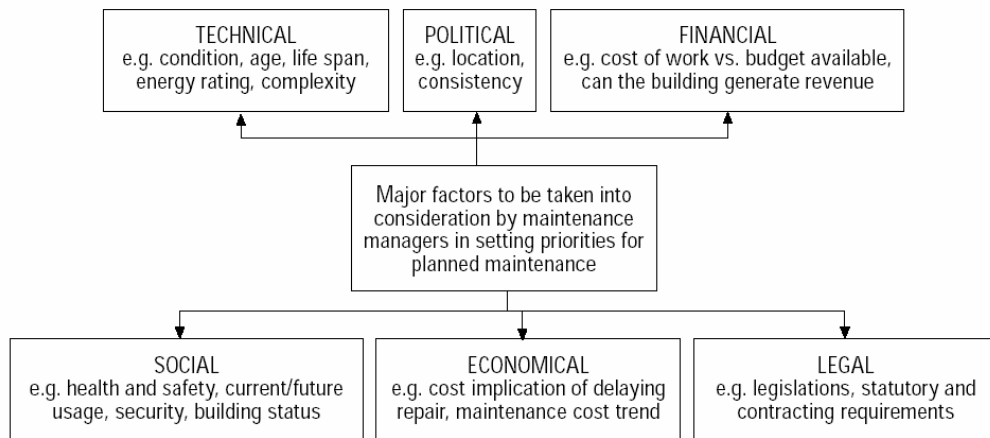 TECHNICAL
e.g. condition, age, life span,
energy rating, complexity
POLITICAL
e.g. location,
consistency
FINANCIAL
e.g. cost of work vs. budget available,
can the building generate revenue
Major factors to be taken into
consideration by maintenance
managers in setting priorities for
planned maintenance
SOCIAL
e.g. health and safety, current/future
usage, security, building status
ECONOMICAL
e.g. cost implication of delaying
repair, maintenance cost trend
LEGAL
e.g. legislations, statutory and
contracting requirements